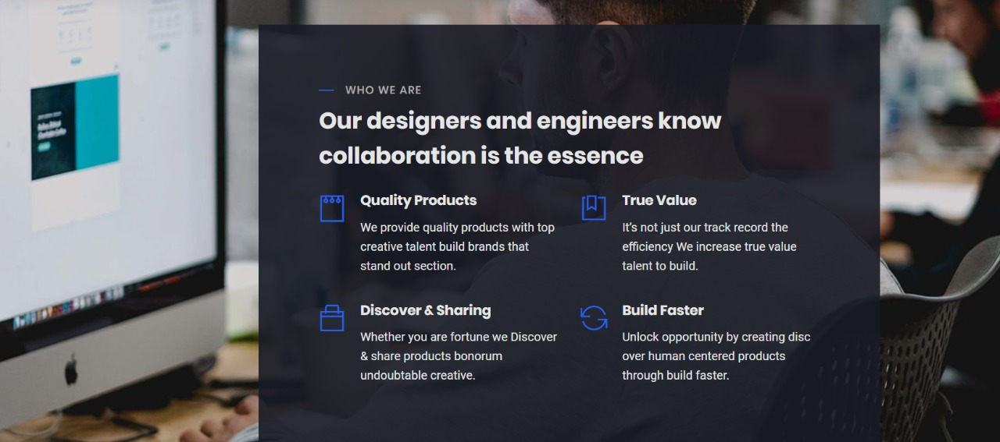 WHO WE ARE
Our designers and engineers know
collaboration is the essence
Quality Products
We provide quality products with top
creative talent build brands that
stand out section.
True Value
It's not just our track record the
efficiency We increase true value
talent to build.
Discover & Sharing
Whether you are fortune we Discover
& share products bonorum
undoubtable creative.
Build Faster
Unlock opportunity by creating disc
over human centered products
through build faster.